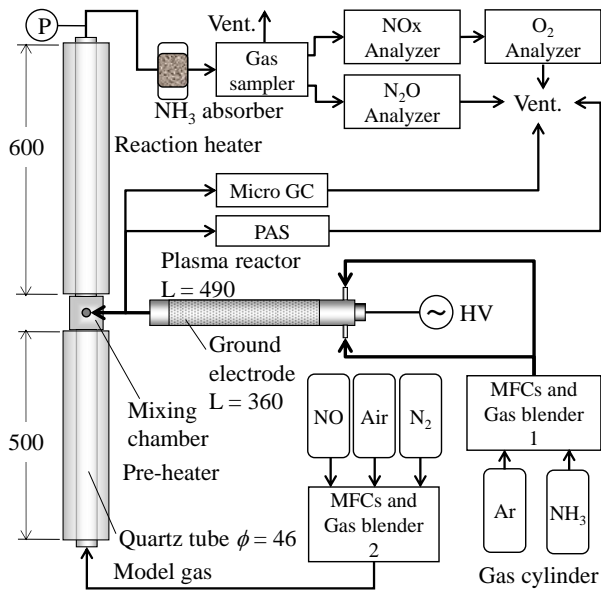 P
Vent.
Gas
sampler
NOx
Analyzer
O2
Analyzer
N2O
Analyzer
Vent.
NH3 absorber
600
Reaction heater
Micro GC
PAS
Plasma reactor
L = 490
HV
Ground
electrode
L = 360
Mixing
chamber
NO
Air
N2
MFCs and
Gas blender
1
500
Pre-heater
MFCs and
Gas blender
2
Ar
NH3
Quartz tube ϕ = 46
Model gas
Gas cylinder